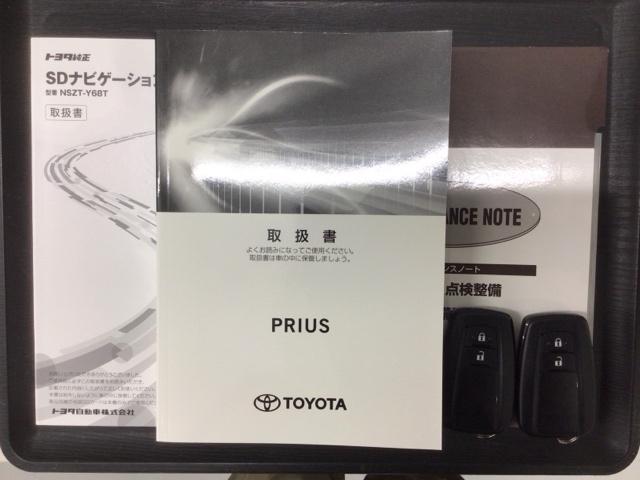 トヨタ純正
SDナビゲーション
型番 NSZT-Y68T
取扱書
トヨタ自動車株式会社
取扱書
よくお読みになってご使用ください。
取扱書は車の中に保管しましょう。
PRIUS
TOYOTA
ANCE NOTE
ンスノート
点検整備